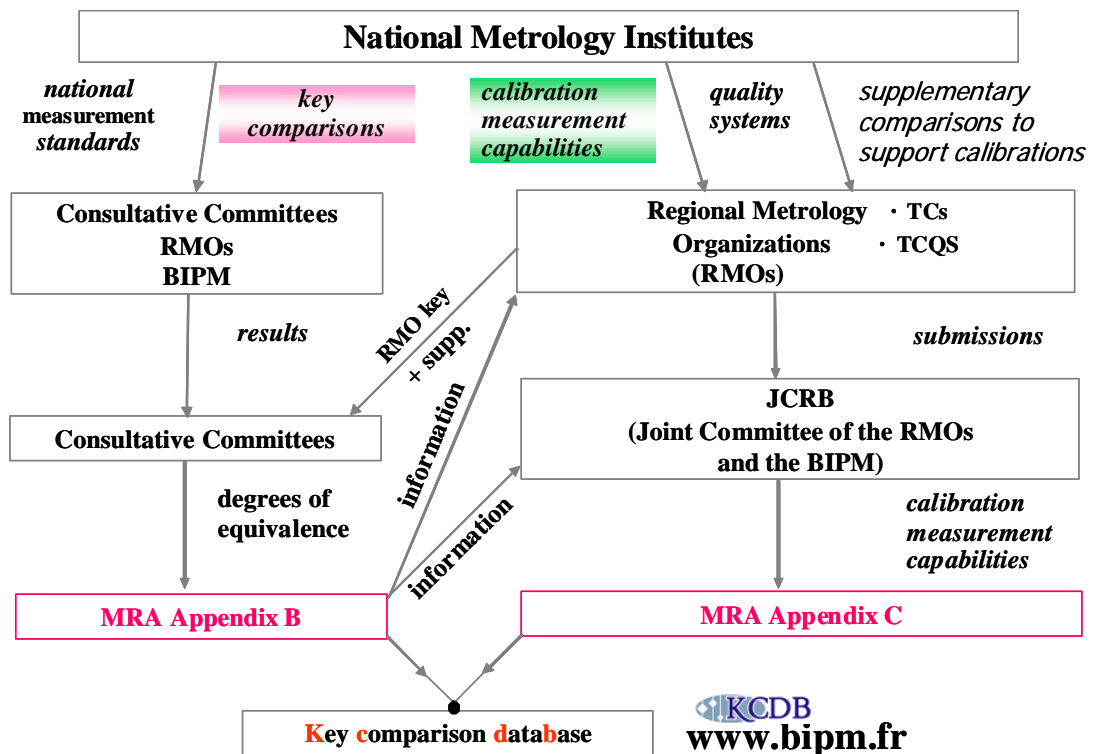 National Metrology Institutes
national
measurement
standards
key
comparisons
calibration
measurement
capabilities
quality
systems
supplementary
comparisons to
support calibrations
Consultative Committees
RMOs
BIPM
Regional Metrology · TCs
Organizations · TCQS
(RMOs)
results
RMO key
+ supp.
information
submissions
Consultative Committees
JCRB
(Joint Committee of the RMOs
and the BIPM)
degrees of
equivalence
information
calibration
measurement
capabilities
MRA Appendix B
MRA Appendix C
Key comparison database
KCDB
www.bipm.fr